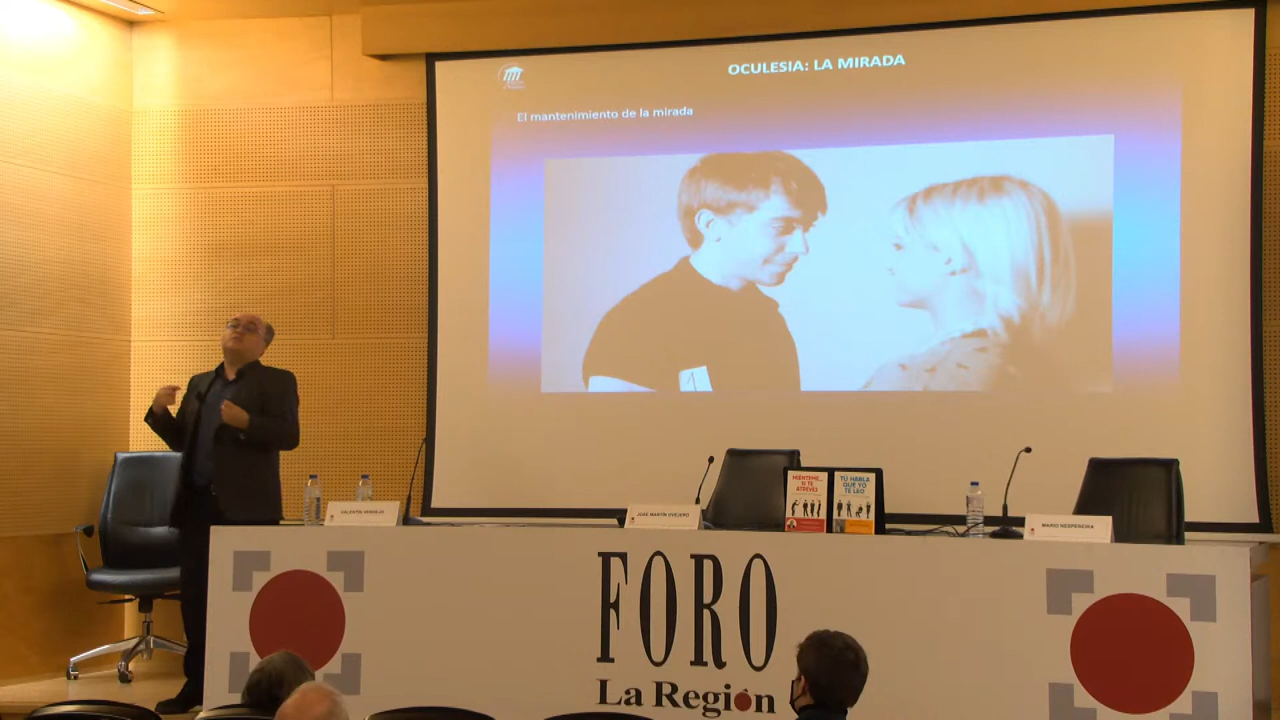 OCULESIA: LA MIRADA
El mantenimiento de la mirada
1
VALENTÍN
JOSÉ MARTÍN OVEJERO
MIÉNTEME...
SI TE
ATREVES
TÚ HABLA
QUE YO
TE LEO
MARIO NESPEREIRA
FORO
La Región